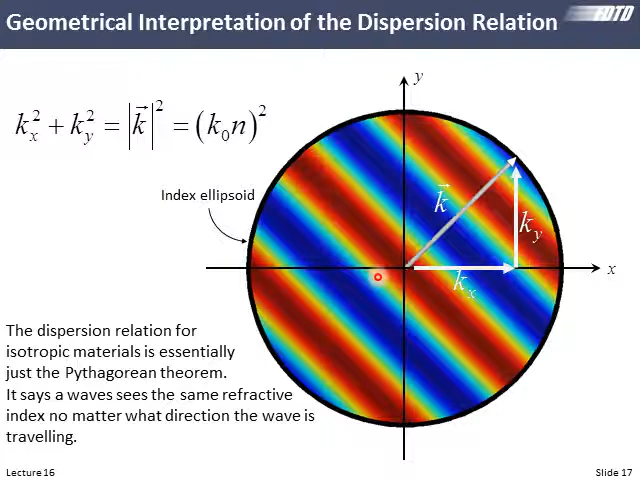 Geometrical Interpretation of the Dispersion Relation
FDTD
y
k_x^2 + k_y^2 = |k⃗|^2 = (k_0 n)^2
Index ellipsoid
k⃗
k_y
k_x
x
The dispersion relation for
isotropic materials is essentially
just the Pythagorean theorem.
It says a waves sees the same refractive
index no matter what direction the wave is
travelling.
Lecture 16
Slide 17